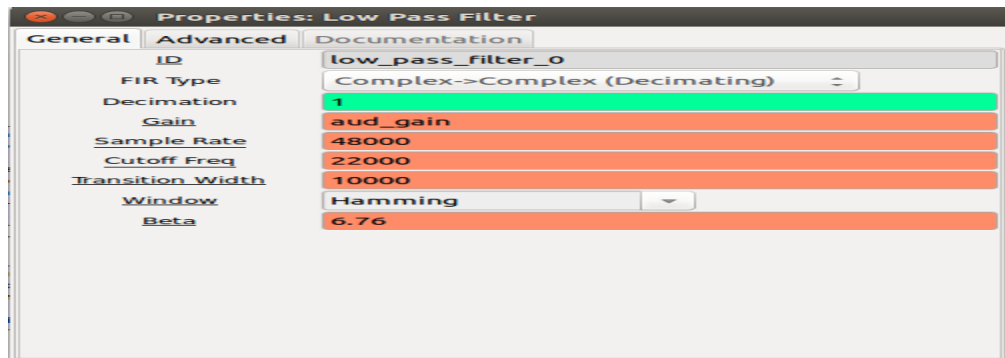 Properties: Low Pass Filter
General Advanced Documentation
ID low_pass_filter_0
FIR Type Complex->Complex (Decimating)
Decimation 1
Gain aud_gain
Sample Rate 48000
Cutoff Freq 22000
Transition Width 10000
Window Hamming
Beta 6.76